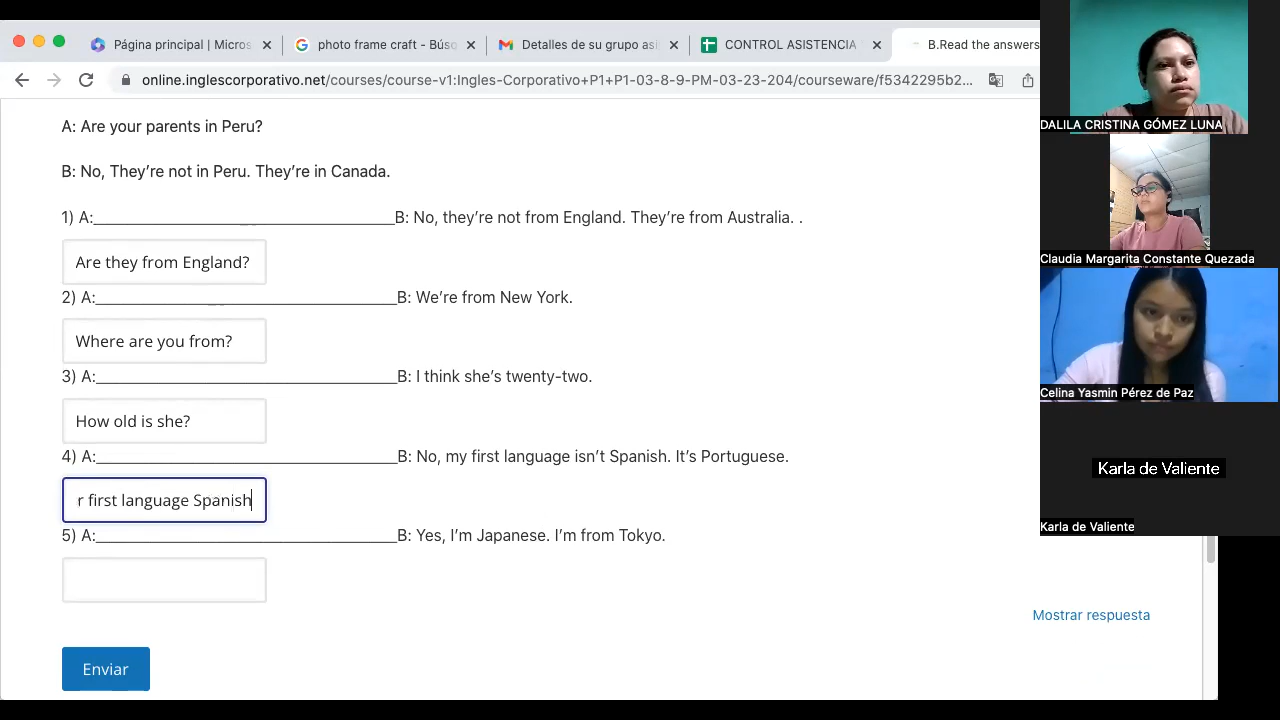 Página principal | Micros
photo frame craft - Búsq
Detalles de su grupo asi
CONTROL ASISTENCIA
B.Read the answers
online.inglescorporativo.net/courses/course-v1:Ingles-Corporativo+P1+P1-03-8-9-PM-03-23-204/courseware/f5342295b2...
A: Are your parents in Peru?
B: No, They’re not in Peru. They’re in Canada.
1) A:___________________________________B: No, they’re not from England. They’re from Australia. .
Are they from England?
2) A:___________________________________B: We’re from New York.
Where are you from?
3) A:___________________________________B: I think she’s twenty-two.
How old is she?
4) A:___________________________________B: No, my first language isn’t Spanish. It’s Portuguese.
r first language Spanish
5) A:___________________________________B: Yes, I’m Japanese. I’m from Tokyo.
Mostrar respuesta
Enviar
DALILA CRISTINA GÓMEZ LUNA
Claudia Margarita Constante Quezada
Celina Yasmin Pérez de Paz
Karla de Valiente
Karla de Valiente